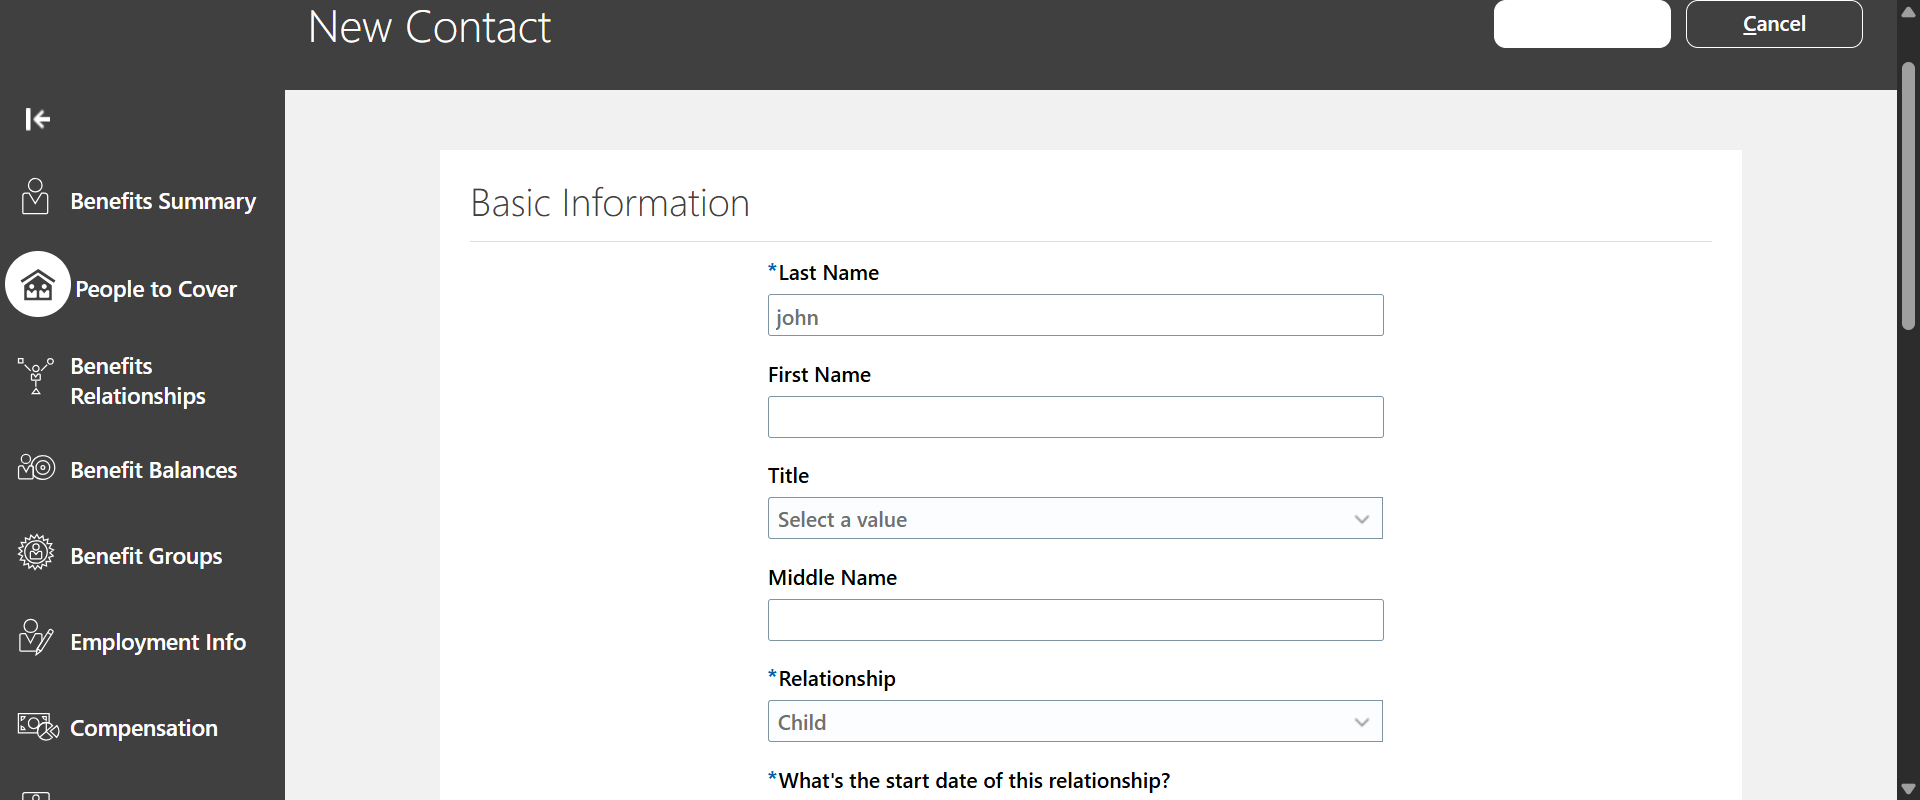 New Contact
Cancel
Benefits Summary
People to Cover
Benefits
Relationships
Benefit Balances
Benefit Groups
Employment Info
Compensation
Basic Information
*Last Name
john
First Name
Title
Select a value
Middle Name
*Relationship
Child
*What's the start date of this relationship?